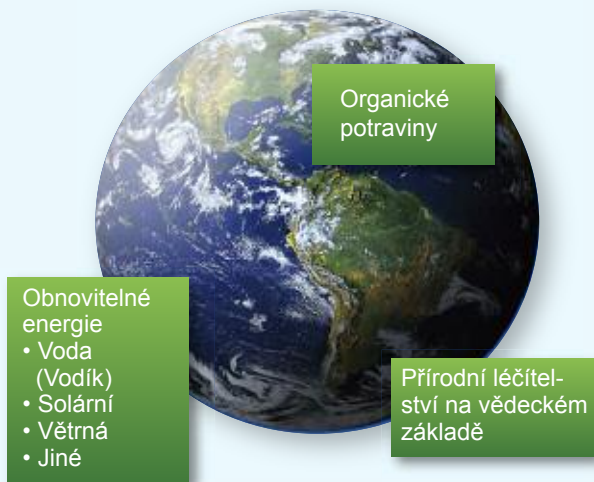 Organické
potraviny
Obnovitelné
energie
• Voda
(Vodík)
• Solární
• Větrná
• Jiné
Přírodní léčitel-
ství na vědeckém
základě